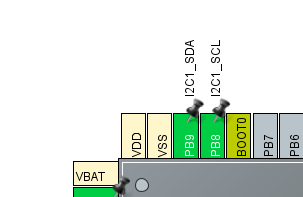 I2C1_SDA
I2C1_SCL
VDD
VSS
PB9
PB8
BOOT0
PB7
PB6
VBAT